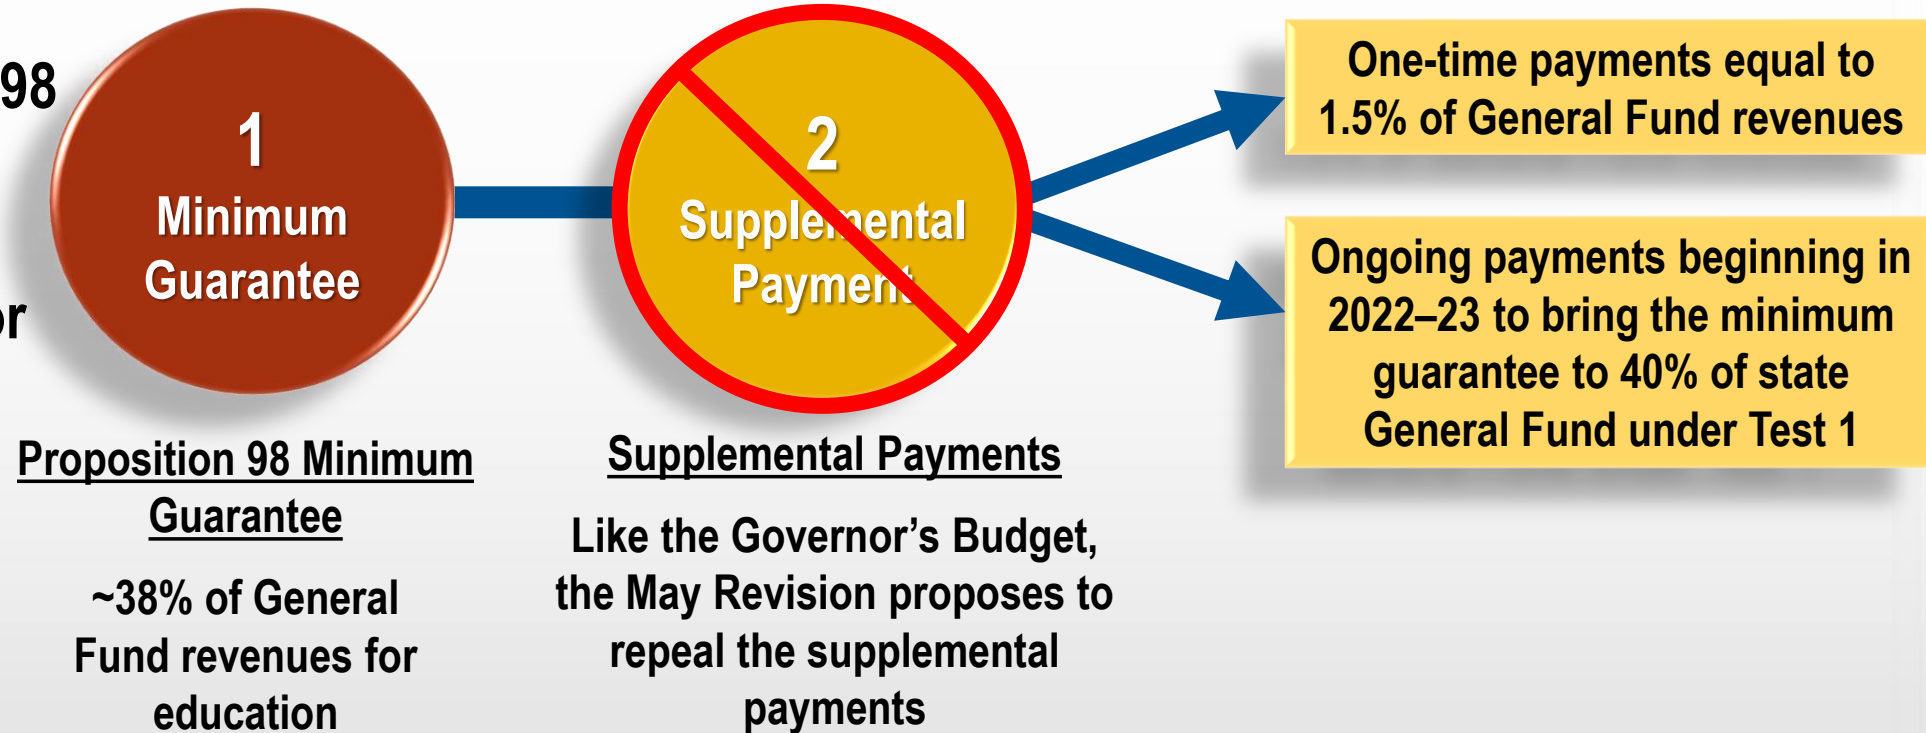 98
or
1
Minimum
Guarantee
2
Supplemental
Payment
One-time payments equal to
1.5% of General Fund revenues
Ongoing payments beginning in
2022–23 to bring the minimum
guarantee to 40% of state
General Fund under Test 1
Proposition 98 Minimum
Guarantee
~38% of General
Fund revenues for
education
Supplemental Payments
Like the Governor’s Budget,
the May Revision proposes to
repeal the supplemental
payments